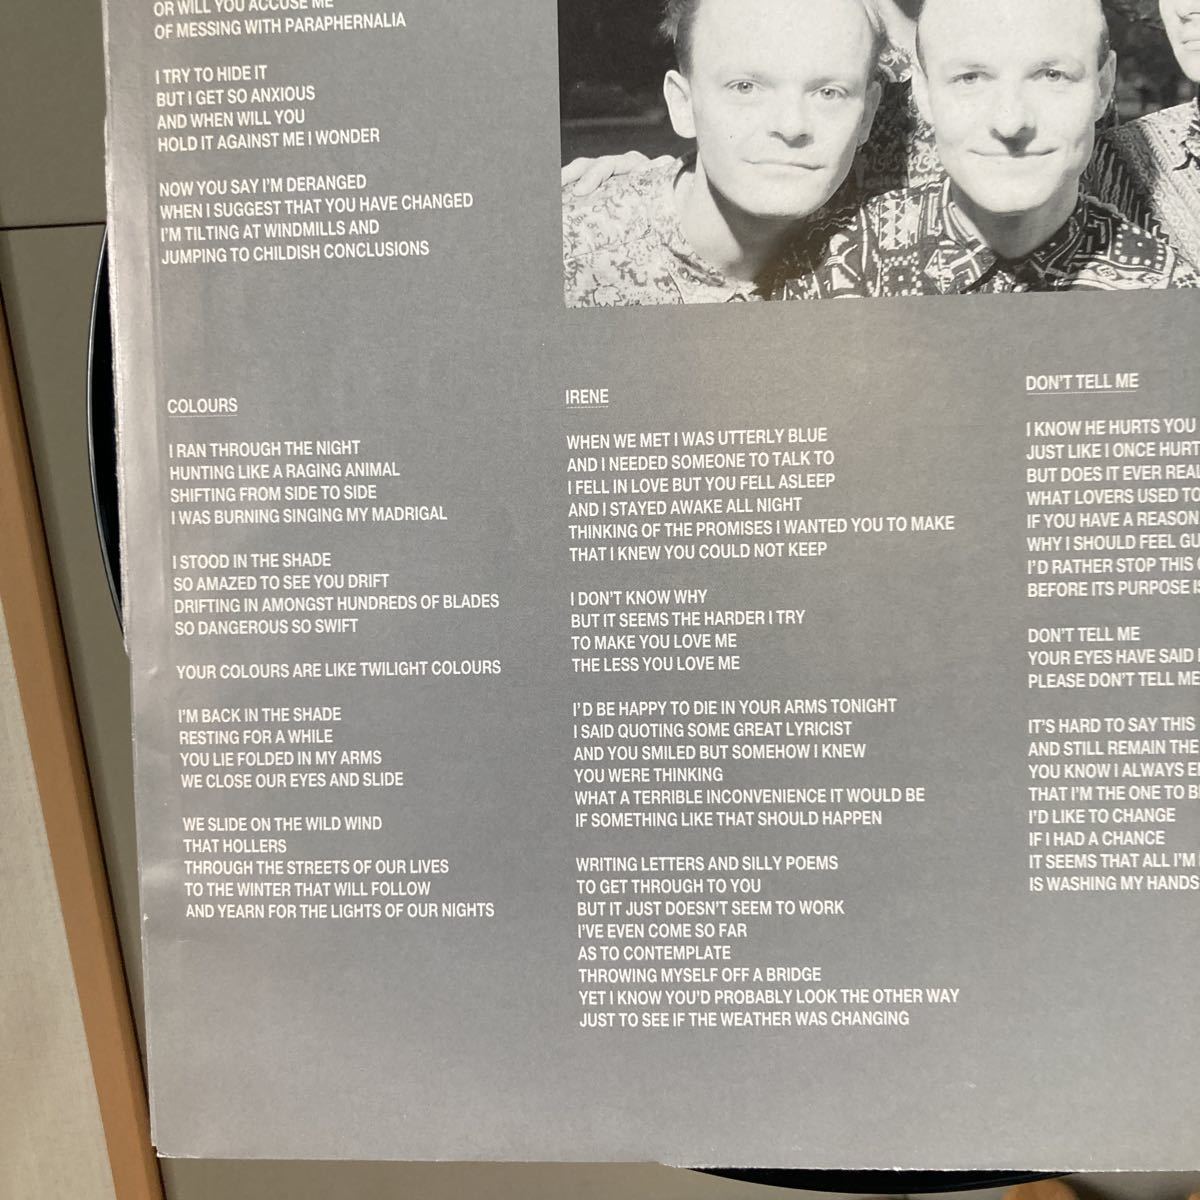 OR WILL YOU ACCUSE ME
OF MESSING WITH PARAPHERNALIA
I TRY TO HIDE IT
BUT I GET SO ANXIOUS
AND WHEN WILL YOU
HOLD IT AGAINST ME I WONDER
NOW YOU SAY I'M DERANGED
WHEN I SUGGEST THAT YOU HAVE CHANGED
I'M TILTING AT WINDMILLS AND
JUMPING TO CHILDISH CONCLUSIONS
COLOURS
I RAN THROUGH THE NIGHT
HUNTING LIKE A RAGING ANIMAL
SHIFTING FROM SIDE TO SIDE
I WAS BURNING SINGING MY MADRIGAL
I STOOD IN THE SHADE
SO AMAZED TO SEE YOU DRIFT
DRIFTING IN AMONGST HUNDREDS OF BLADES
SO DANGEROUS SO SWIFT
YOUR COLOURS ARE LIKE TWILIGHT COLOURS
I'M BACK IN THE SHADE
RESTING FOR A WHILE
YOU LIE FOLDED IN MY ARMS
WE CLOSE OUR EYES AND SLIDE
WE SLIDE ON THE WILD WIND
THAT HOLLERS
THROUGH THE STREETS OF OUR LIVES
TO THE WINTER THAT WILL FOLLOW
AND YEARN FOR THE LIGHTS OF OUR NIGHTS
IRENE
WHEN WE MET I WAS UTTERLY BLUE
AND I NEEDED SOMEONE TO TALK TO
I FELL IN LOVE BUT YOU FELL ASLEEP
AND I STAYED AWAKE ALL NIGHT
THINKING OF THE PROMISES I WANTED YOU TO MAKE
THAT I KNEW YOU COULD NOT KEEP
I DON'T KNOW WHY
BUT IT SEEMS THE HARDER I TRY
TO MAKE YOU LOVE ME
THE LESS YOU LOVE ME
I'D BE HAPPY TO DIE IN YOUR ARMS TONIGHT
I SAID QUOTING SOME GREAT LYRICIST
AND YOU SMILED BUT SOMEHOW I KNEW
YOU WERE THINKING
WHAT A TERRIBLE INCONVENIENCE IT WOULD BE
IF SOMETHING LIKE THAT SHOULD HAPPEN
WRITING LETTERS AND SILLY POEMS
TO GET THROUGH TO YOU
BUT IT JUST DOESN'T SEEM TO WORK
I'VE EVEN COME SO FAR
AS TO CONTEMPLATE
THROWING MYSELF OFF A BRIDGE
YET I KNOW YOU'D PROBABLY LOOK THE OTHER WAY
JUST TO SEE IF THE WEATHER WAS CHANGING
DON'T TELL ME
I KNOW HE HURTS YOU
JUST LIKE I ONCE HURT
BUT DOES IT EVER
WHAT LOVERS USED TO
IF YOU HAVE A REASON
WHY I SHOULD FEEL
I'D RATHER STOP THIS
BEFORE ITS PURPOSE
DON'T TELL ME
YOUR EYES HAVE SAID
PLEASE DON'T TELL ME
IT'S HARD TO SAY THIS
AND STILL REMAIN THE
YOU KNOW I ALWAYS
THAT I'M THE ONE TO
I'D LIKE TO CHANGE
IF I HAD A CHANCE
IT SEEMS THAT ALL I'M
IS WASHING MY HANDS